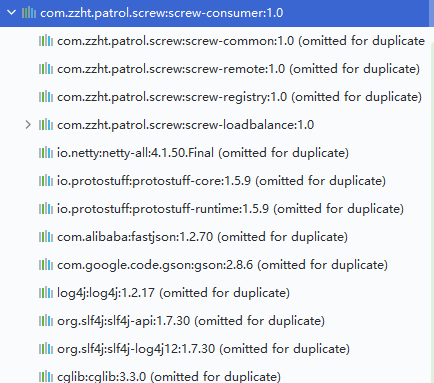 com.zzht.patrol.screw:screw-consumer:1.0
com.zzht.patrol.screw:screw-common:1.0 (omitted for duplicate
com.zzht.patrol.screw:screw-remote:1.0 (omitted for duplicate)
com.zzht.patrol.screw:screw-registry:1.0 (omitted for duplicate)
com.zzht.patrol.screw:screw-loadbalance:1.0
io.netty:netty-all:4.1.50.Final (omitted for duplicate)
io.protostuff:protostuff-core:1.5.9 (omitted for duplicate)
io.protostuff:protostuff-runtime:1.5.9 (omitted for duplicate)
com.alibaba:fastjson:1.2.70 (omitted for duplicate)
com.google.code.gson:gson:2.8.6 (omitted for duplicate)
log4j:log4j:1.2.17 (omitted for duplicate)
org.slf4j:slf4j-api:1.7.30 (omitted for duplicate)
org.slf4j:slf4j-log4j12:1.7.30 (omitted for duplicate)
cglib:cglib:3.3.0 (omitted for duplicate)